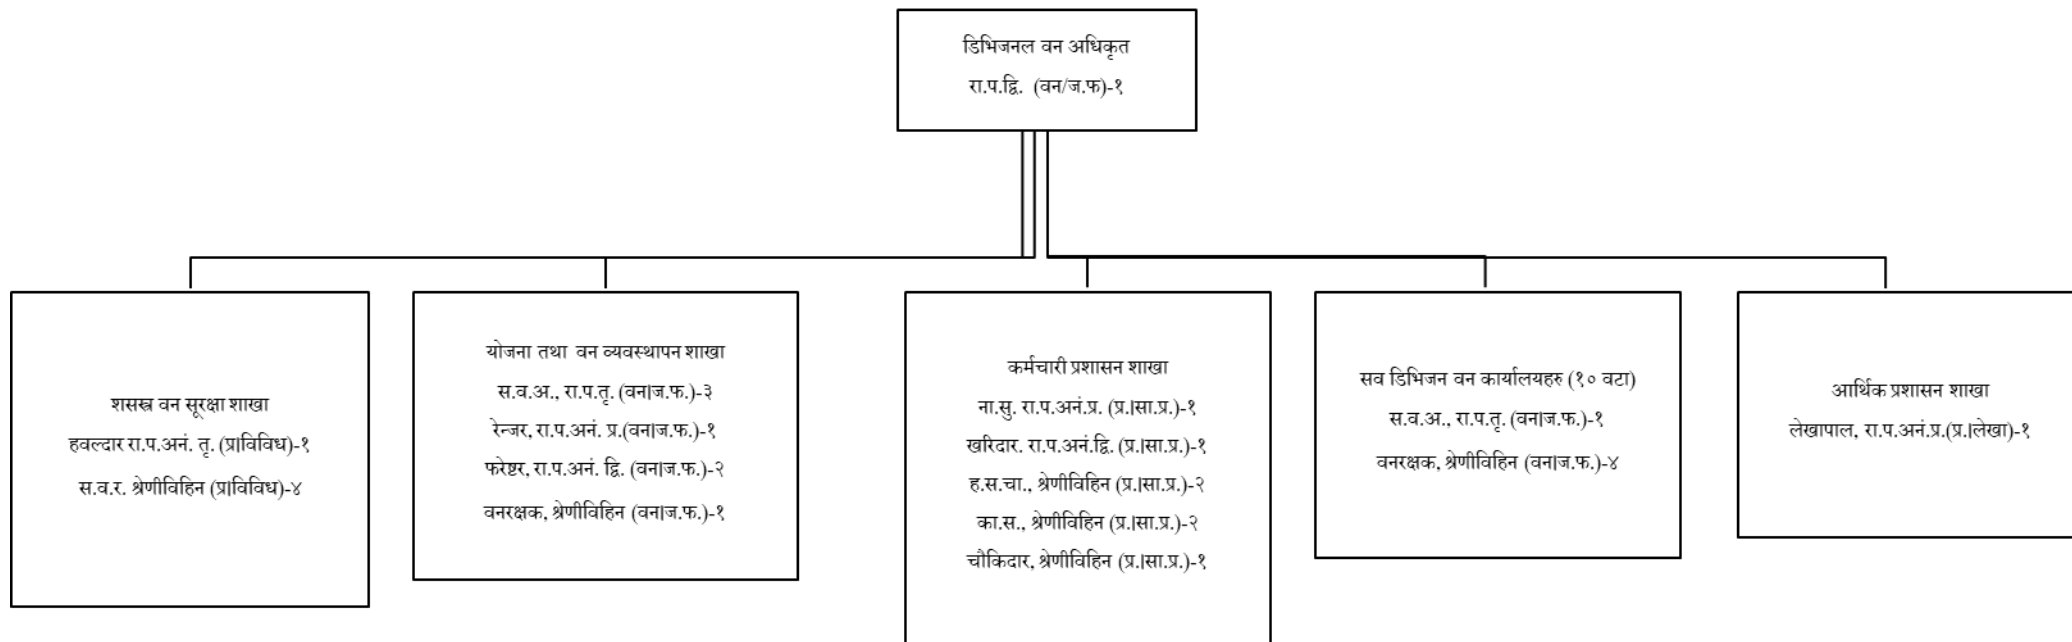 डिभिजनल वन अधिकृत
रा.प.द्वि. (वन/ज.फ)-१
शसस्त्र वन सूरक्षा शाखा
हवल्दार रा.प.अनं. तृ. (प्र|विविध)-१
स.व.र. श्रेणीविहिन (प्र|विविध)-४
योजना तथा वन व्यवस्थापन शाखा
स.व.अ., रा.प.तृ. (वन|ज.फ.)-३
रेन्जर, रा.प.अनं. प्र.(वन|ज.फ.)-१
फरेष्टर, रा.प.अनं. द्वि. (वन|ज.फ.)-२
वनरक्षक, श्रेणीविहिन (वन|ज.फ.)-१
कर्मचारी प्रशासन शाखा
ना.सु. रा.प.अनं.प्र. (प्र.|सा.प्र.)-१
खरिदार. रा.प.अनं.द्वि. (प्र.|सा.प्र.)-१
ह.स.चा., श्रेणीविहिन (प्र.|सा.प्र.)-२
का.स., श्रेणीविहिन (प्र.|सा.प्र.)-२
चौकिदार, श्रेणीविहिन (प्र.|सा.प्र.)-१
सव डिभिजन वन कार्यालयहरु (१० वटा)
स.व.अ., रा.प.तृ. (वन|ज.फ.)-१
वनरक्षक, श्रेणीविहिन (वन|ज.फ.)-४
आर्थिक प्रशासन शाखा
लेखापाल, रा.प.अनं.प्र.(प्र.|लेखा)-१